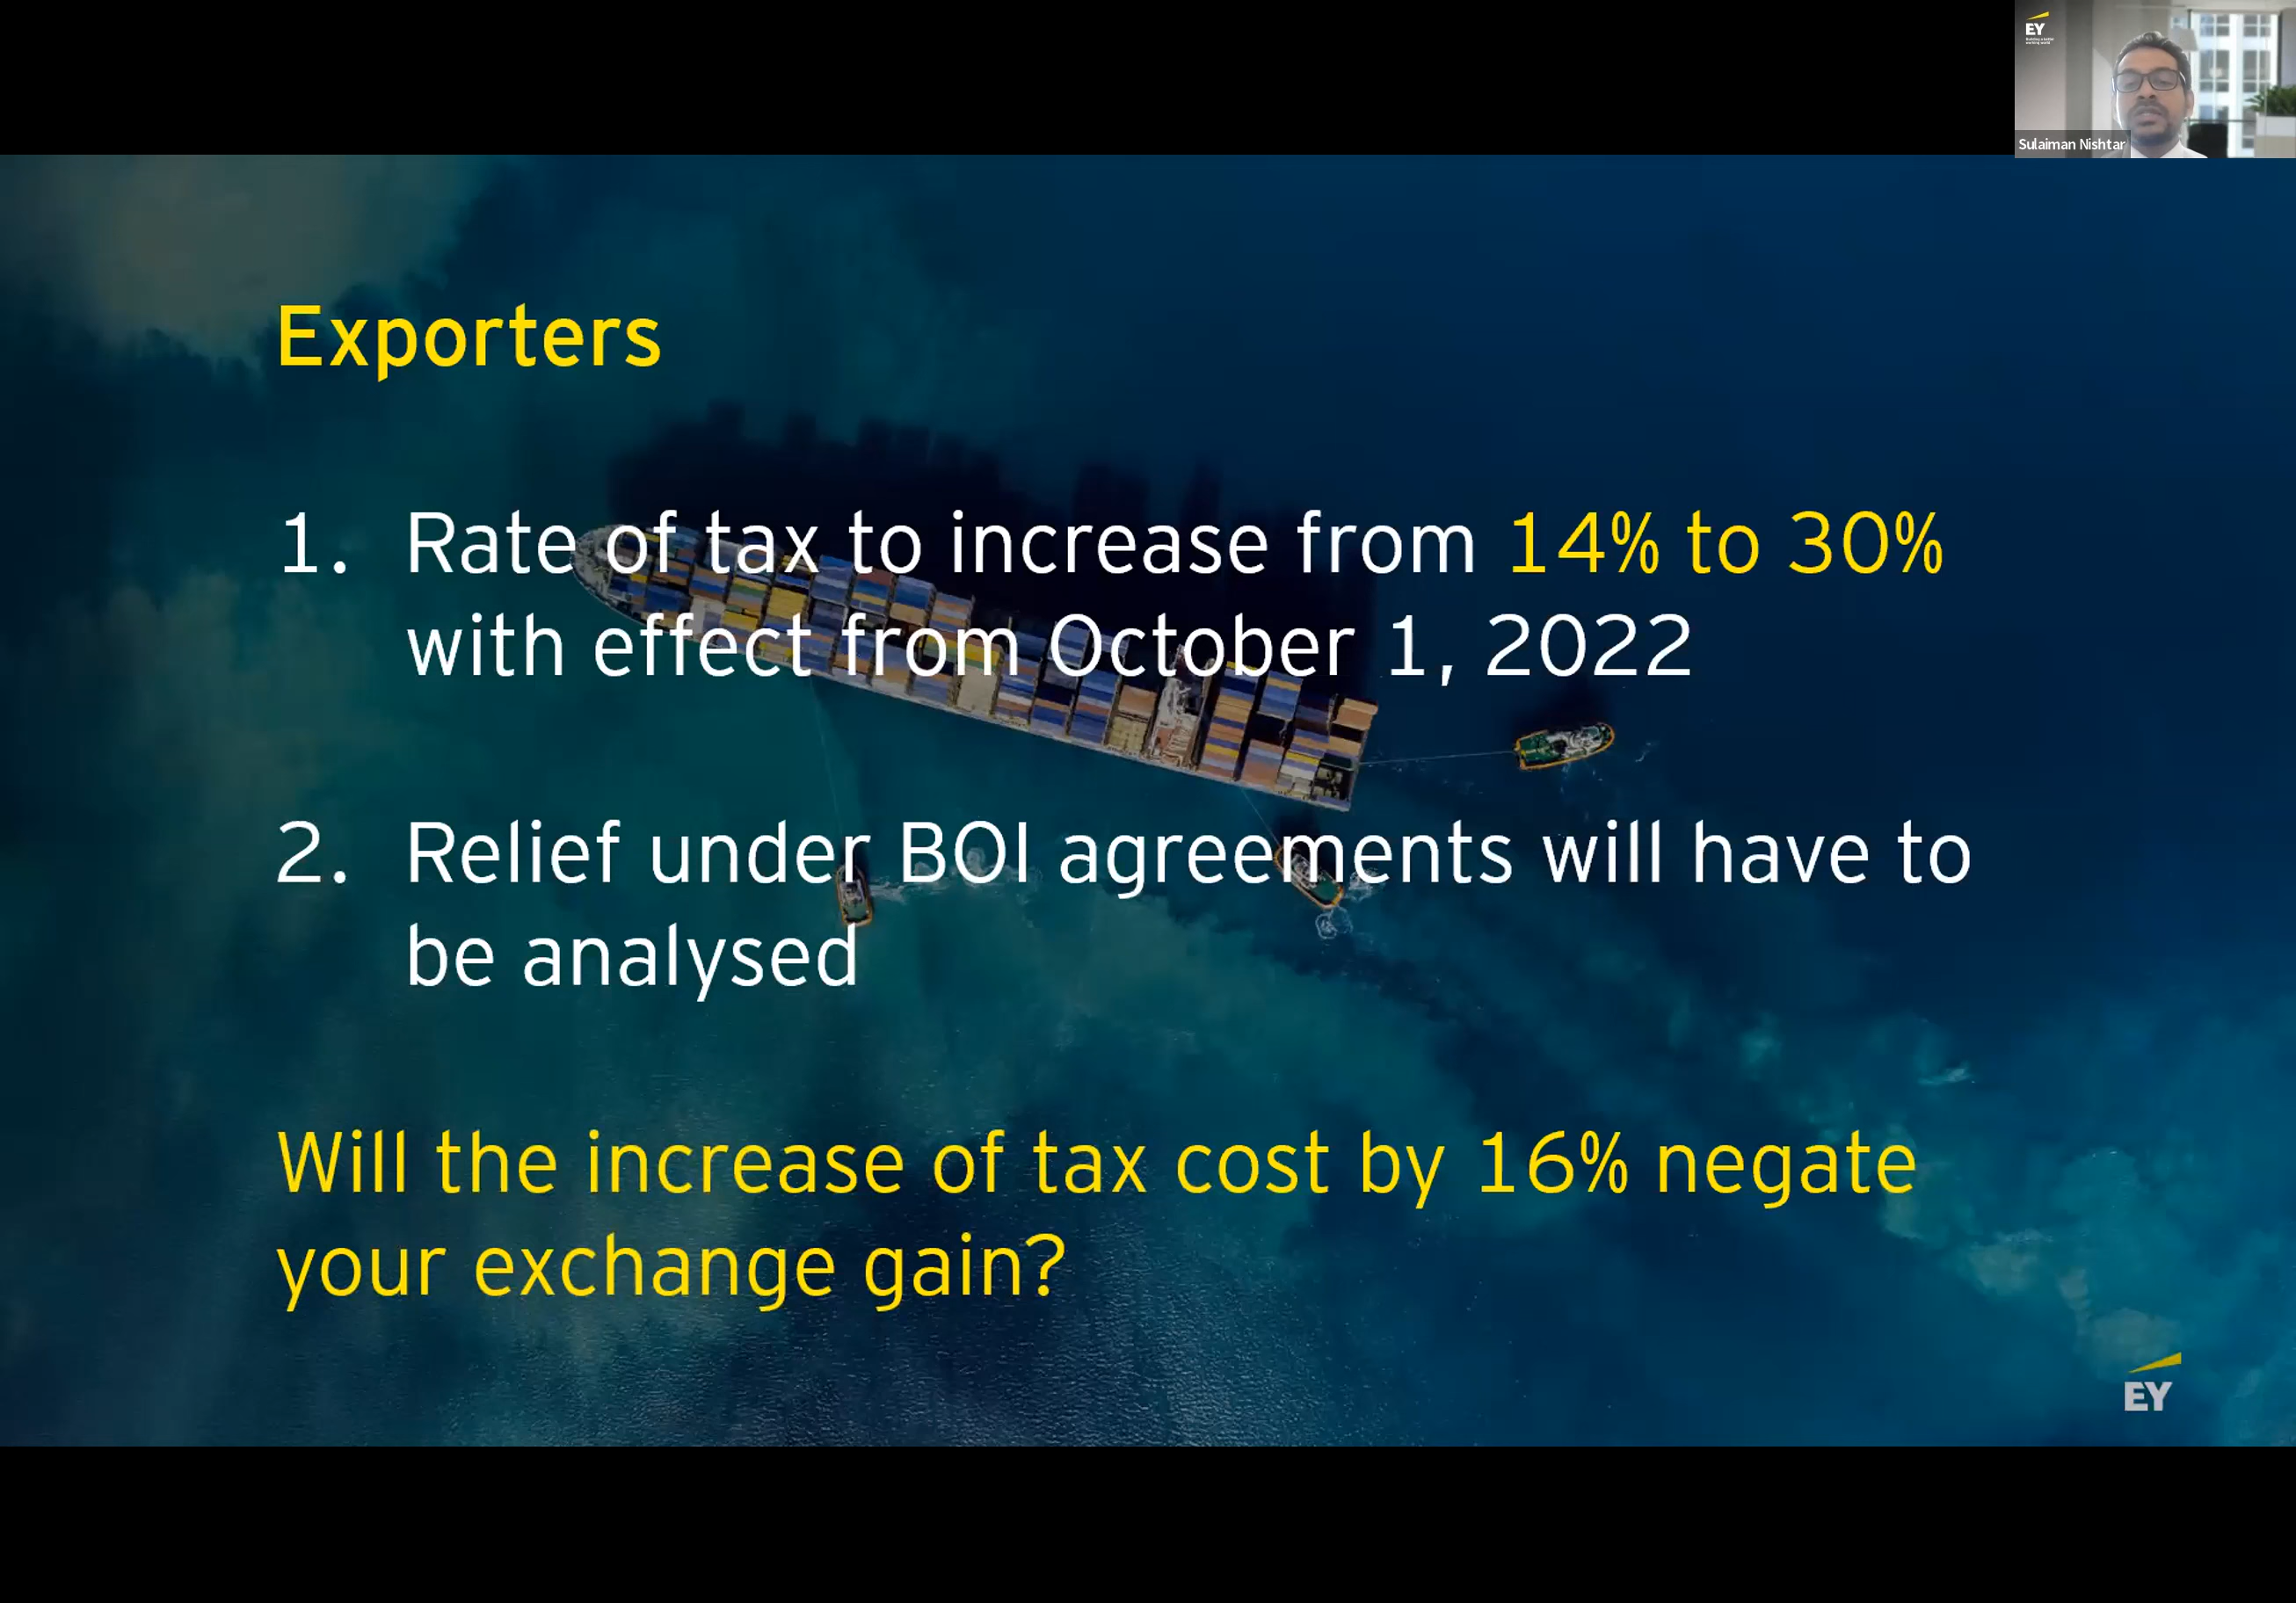 EY
Sulaiman Nishtar
Exporters
1. Rate of tax to increase from 14% to 30%
with effect from October 1, 2022
2. Relief under BOI agreements will have to
be analysed
Will the increase of tax cost by 16% negate
your exchange gain?
EY